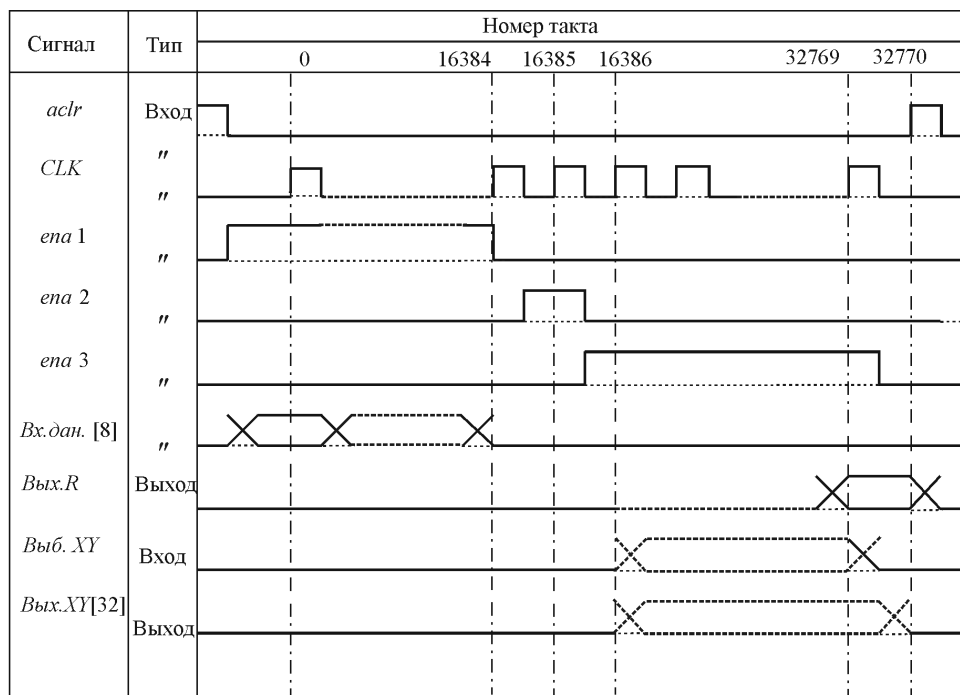 Сигнал Тип Номер такта
0 16384 16385 16386 32769 32770
aclr Вход
CLK "
"
ena 1
"
ena 2
"
ena 3
"
Вх.дан. [8] "
Вых.R Выход
Выб. XY Вход
Вых.XY[32] Выход